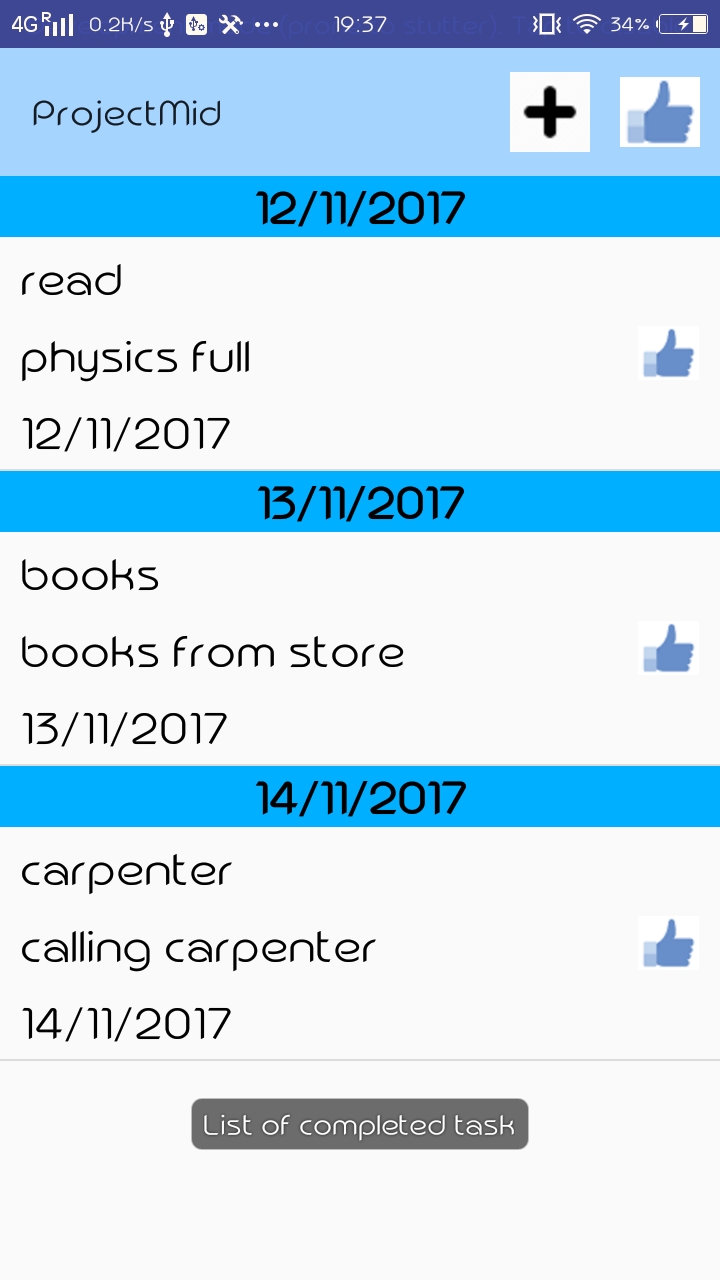 4G R 0.2K/s 19:37 34%
ProjectMid
12/11/2017
read
physics full
12/11/2017
13/11/2017
books
books from store
13/11/2017
14/11/2017
carpenter
calling carpenter
14/11/2017
List of completed task